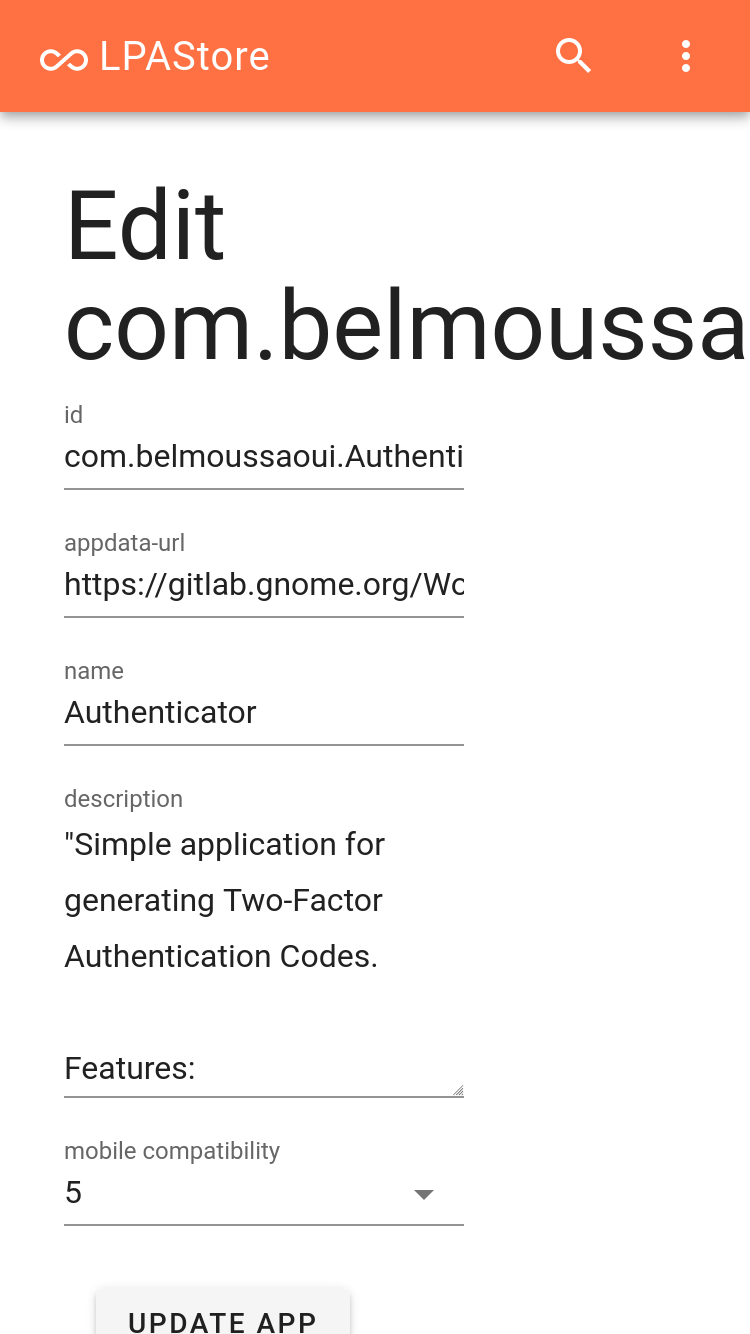 LPAStore
Edit
com.belmoussa
id
com.belmoussaoui.Authenti
appdata-url
https://gitlab.gnome.org/Wo
name
Authenticator
description
"Simple application for
generating Two-Factor
Authentication Codes.
Features:
mobile compatibility
5
UPDATE APP